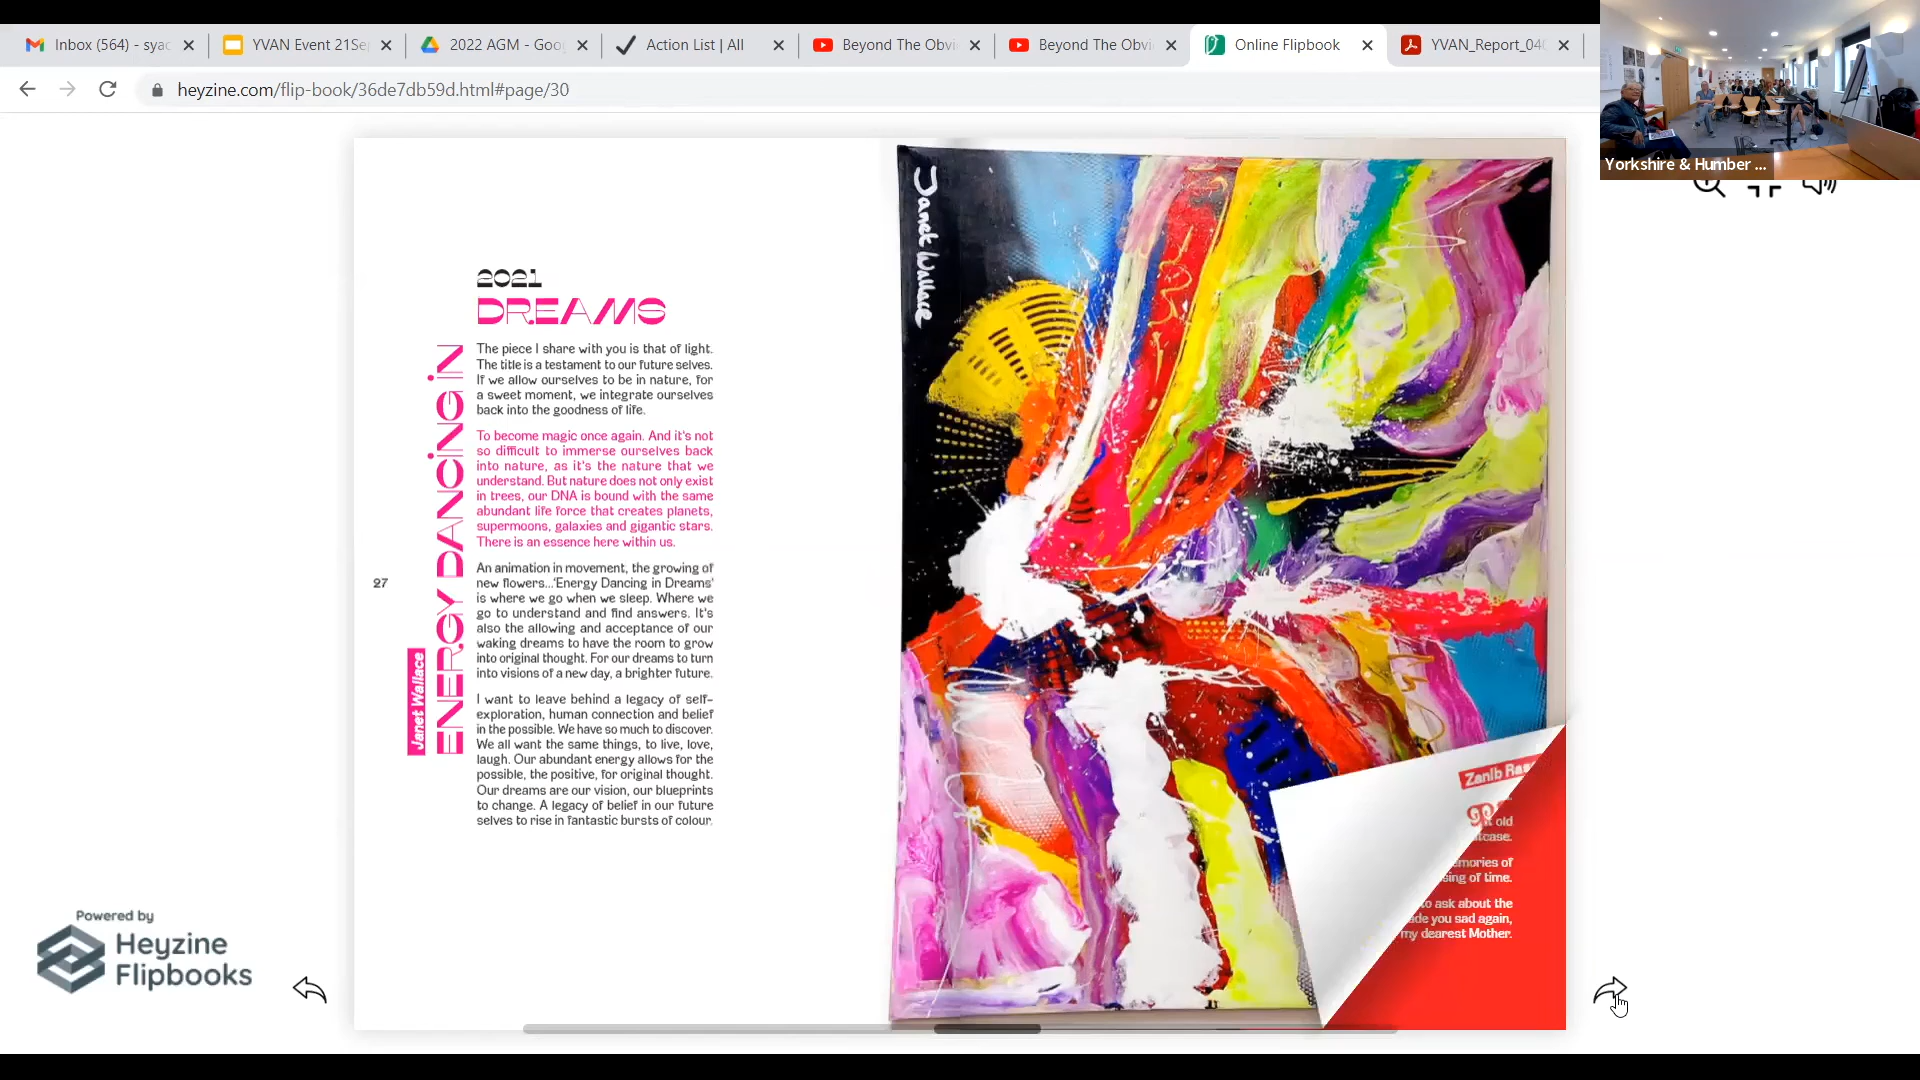 Inbox (564) - syac
YVAN Event 21Se
2022 AGM - Goo
Action List | All
Beyond The Obvi
Beyond The Obvi
Online Flipbook
YVAN_Report_040
heyzine.com/flip-book/36de7db59d.html#page/30
Yorkshire & Humber ...
2021
DREAMS
ENERGY DANCING IN
Janet Wallace
The piece I share with you is that of light.
The title is a testament to our future selves.
If we allow ourselves to be in nature, for
a sweet moment, we integrate ourselves
back into the goodness of life.
To become magic once again. And it's not
so difficult to immerse ourselves back
into nature, as it's the nature that we
understand. But nature does not only exist
in trees, our DNA is bound with the same
abundant life force that creates planets,
supermoons, galaxies and gigantic stars.
There is an essence here within us.
An animation in movement, the growing of
new flowers...'Energy Dancing in Dreams'
is where we go when we sleep. Where we
go to understand and find answers. It's
also the allowing and acceptance of our
waking dreams to have the room to grow
into original thought. For our dreams to turn
into visions of a new day, a brighter future.
I want to leave behind a legacy of self-
exploration, human connection and belief
in the possible. We have so much to discover.
We all want the same things, to live, love,
laugh. Our abundant energy allows for the
possible, the positive, for original thought.
Our dreams are our vision, our blueprints
to change. A legacy of belief in our future
selves to rise in fantastic bursts of colour.
27
Janet Wallace
Zanib
old
of
of time.
to ask about the
you sad again,
my dearest Mother.
Powered by
Heyzine
Flipbooks